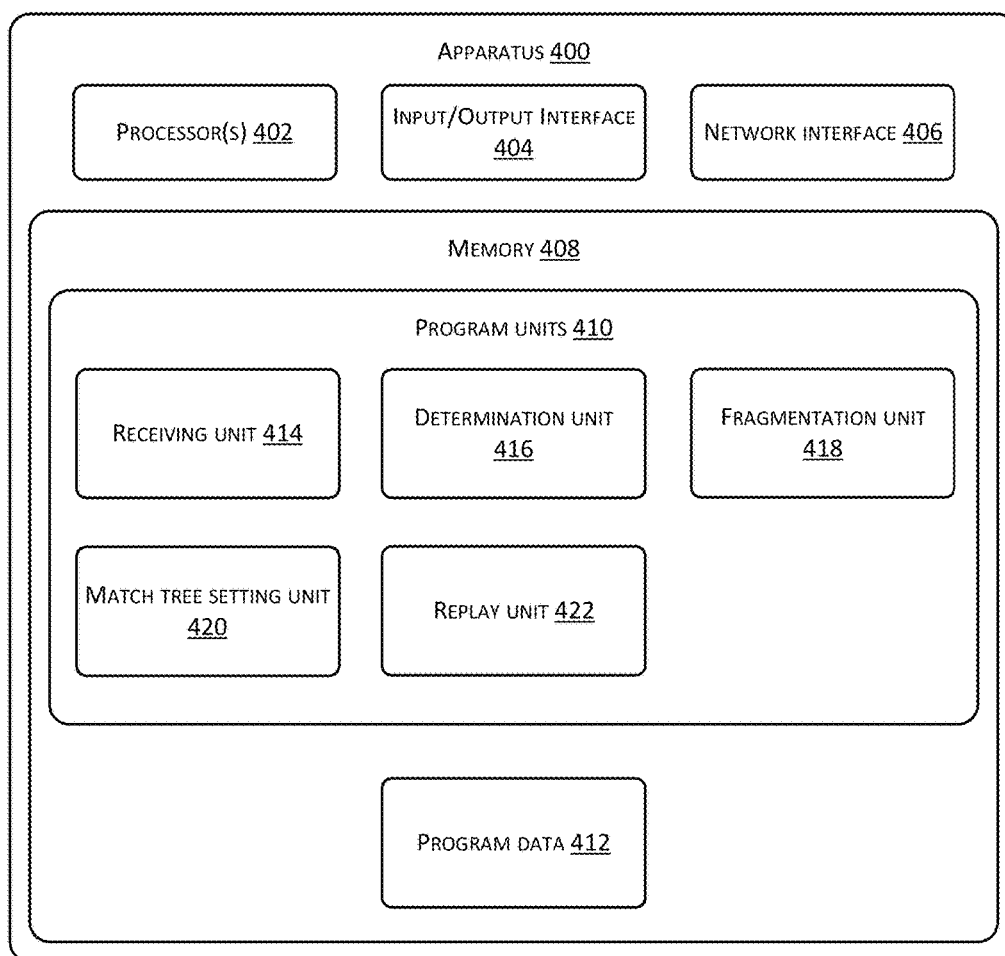 APPARATUS 400
PROCESSOR(S) 402
INPUT/OUTPUT INTERFACE
404
NETWORK INTERFACE 406
MEMORY 408
PROGRAM UNITS 410
RECEIVING UNIT 414
DETERMINATION UNIT
416
FRAGMENTATION UNIT
418
MATCH TREE SETTING UNIT
420
REPLAY UNIT 422
PROGRAM DATA 412